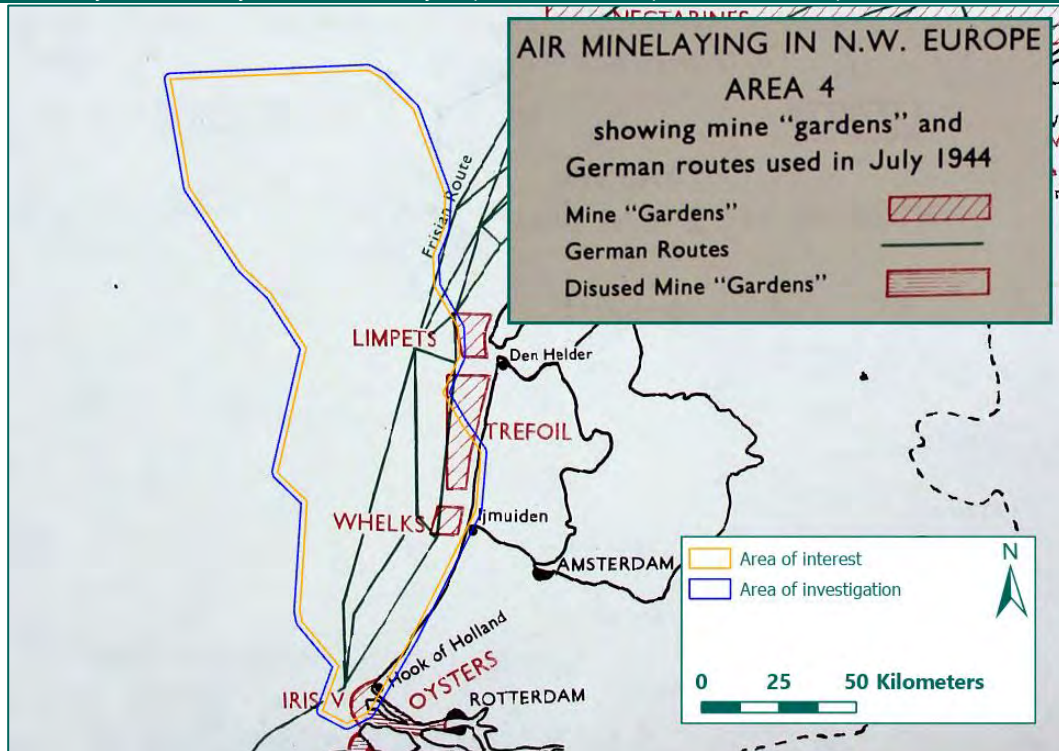 NECTARINES
AIR MINELAYING IN N.W. EUROPE
AREA 4
showing mine "gardens" and
German routes used in July 1944
Mine "Gardens"
German Routes
Disused Mine "Gardens"
Frisian Route
LIMPETS
Den Helder
TREFOIL
WHELKS
Ijmuiden
AMSTERDAM
Area of interest
Area of investigation
N
0 25 50 Kilometers
Hook of Holland
OYSTERS
IRIS V
ROTTERDAM